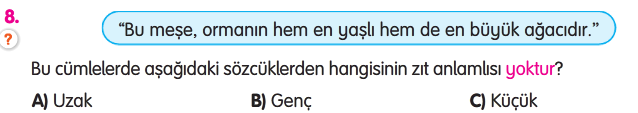 8.
?
“Bu meşe, ormanın hem en yaşlı hem de en büyük ağacıdır.”
Bu cümlelerde aşağıdaki sözcüklerden hangisinin zıt anlamlısı yoktur?
A) Uzak B) Genç C) Küçük